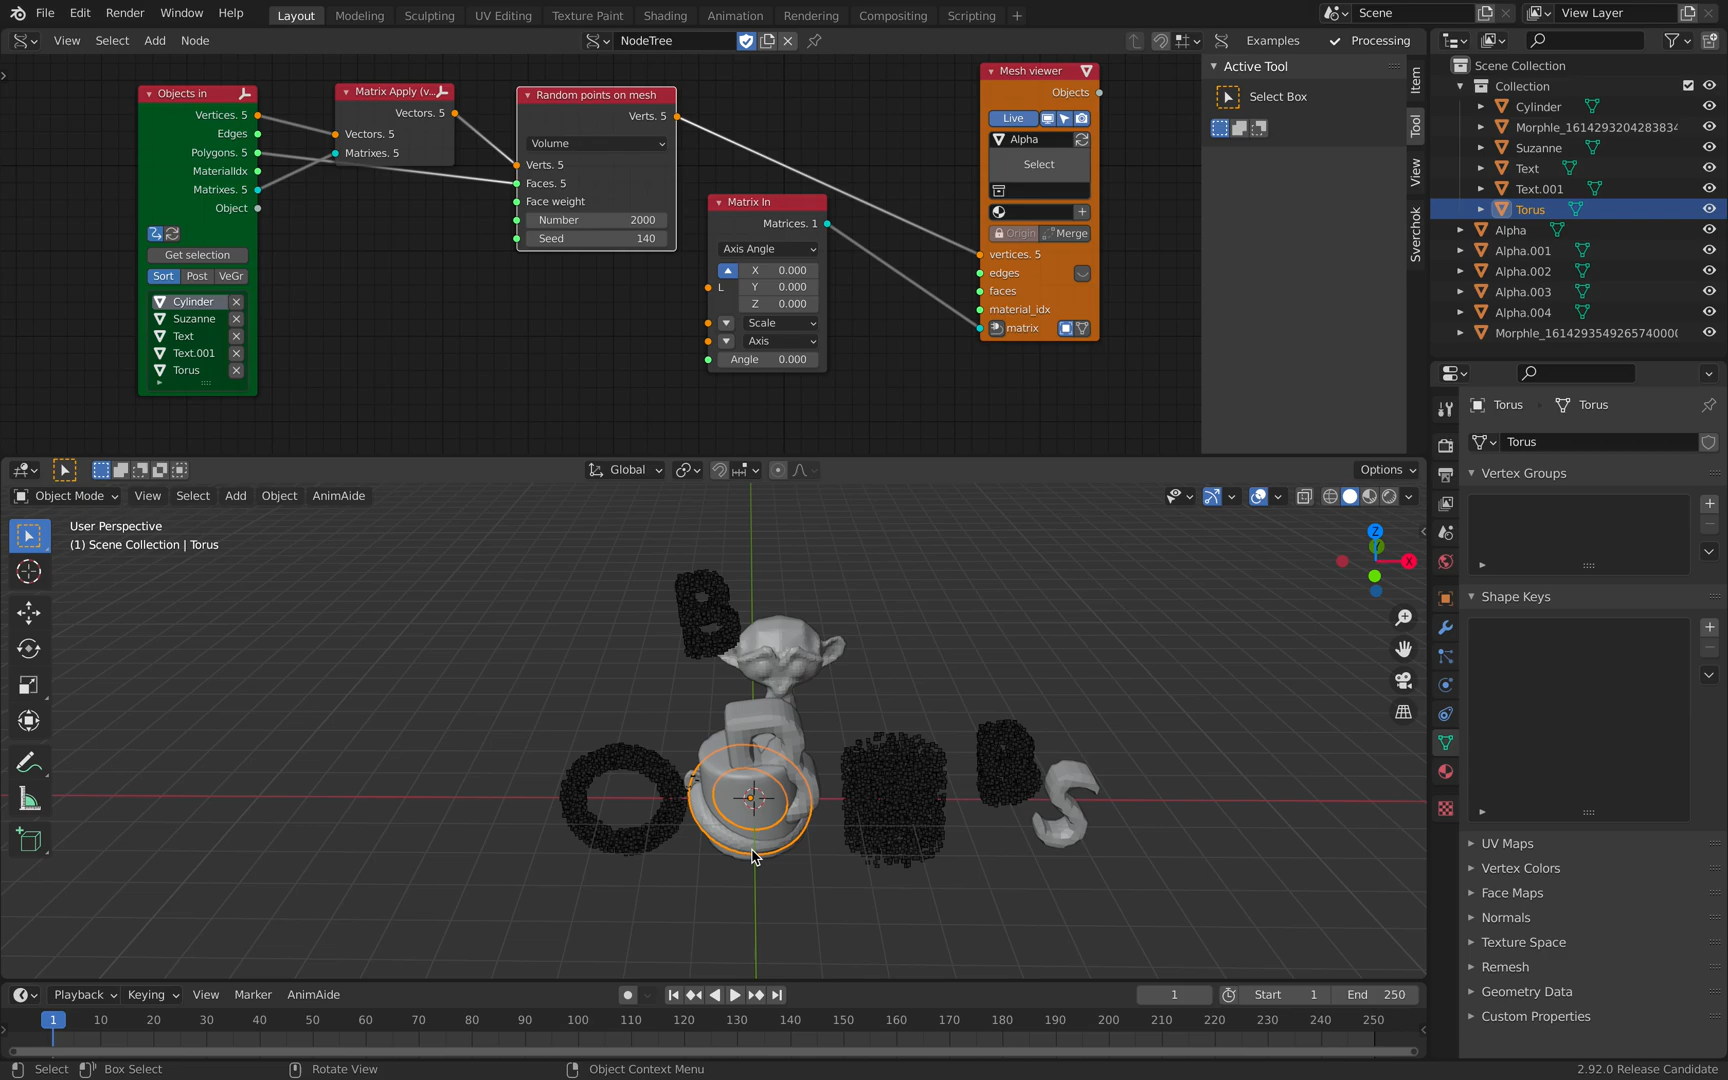 File Edit Render Window Help Layout Modeling Sculpting UV Editing Texture Paint Shading Animation Rendering Compositing Scripting + Scene View Layer
View Select Add Node NodeTree Examples Processing
Objects in
Vertices. 5
Edges
Polygons. 5
MaterialIdx
Matrixes. 5
Object
Get selection
Sort Post VeGr
Cylinder
Suzanne
Text
Text.001
Torus
Matrix Apply (v...
Vectors. 5
Vectors. 5
Matrixes. 5
Random points on mesh
Verts. 5
Volume
Verts. 5
Faces. 5
Face weight
Number 2000
Seed 140
Matrix In
Matrices. 1
Axis Angle
X 0.000
L Y 0.000
Z 0.000
Scale
Axis
Angle 0.000
Mesh viewer
Objects
Live
Alpha
Select
Origin Merge
vertices. 5
edges
faces
material_idx
matrix
Active Tool
Select Box
Item
Tool
View
Sverchok
Scene Collection
Collection
Cylinder
Morphle_1614293204283834
Suzanne
Text
Text.001
Torus
Alpha
Alpha.001
Alpha.002
Alpha.003
Alpha.004
Morphle_1614293549265740000
Torus Torus
Torus
Vertex Groups
Shape Keys
UV Maps
Vertex Colors
Face Maps
Normals
Texture Space
Remesh
Geometry Data
Custom Properties
Global Options
Object Mode View Select Add Object AnimAide
User Perspective
(1) Scene Collection | Torus
Z
Y
X
B
S
Playback Keying View Marker AnimAide 1 Start 1 End 250
1 10 20 30 40 50 60 70 80 90 100 110 120 130 140 150 160 170 180 190 200 210 220 230 240 250
Select Box Select Rotate View Object Context Menu 2.92.0 Release Candidate